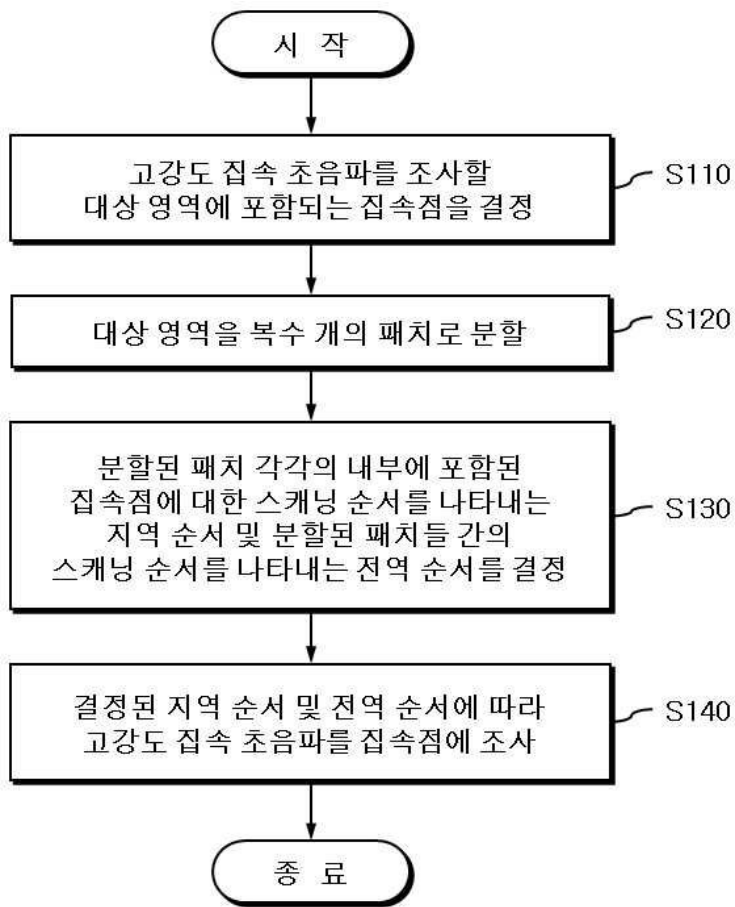 시 작
고강도 집속 초음파를 조사할
대상 영역에 포함되는 집속점을 결정
S110
대상 영역을 복수 개의 패치로 분할
S120
분할된 패치 각각의 내부에 포함된
집속점에 대한 스캐닝 순서를 나타내는
지역 순서 및 분할된 패치들 간의
스캐닝 순서를 나타내는 전역 순서를 결정
S130
결정된 지역 순서 및 전역 순서에 따라
고강도 집속 초음파를 집속점에 조사
S140
종 료